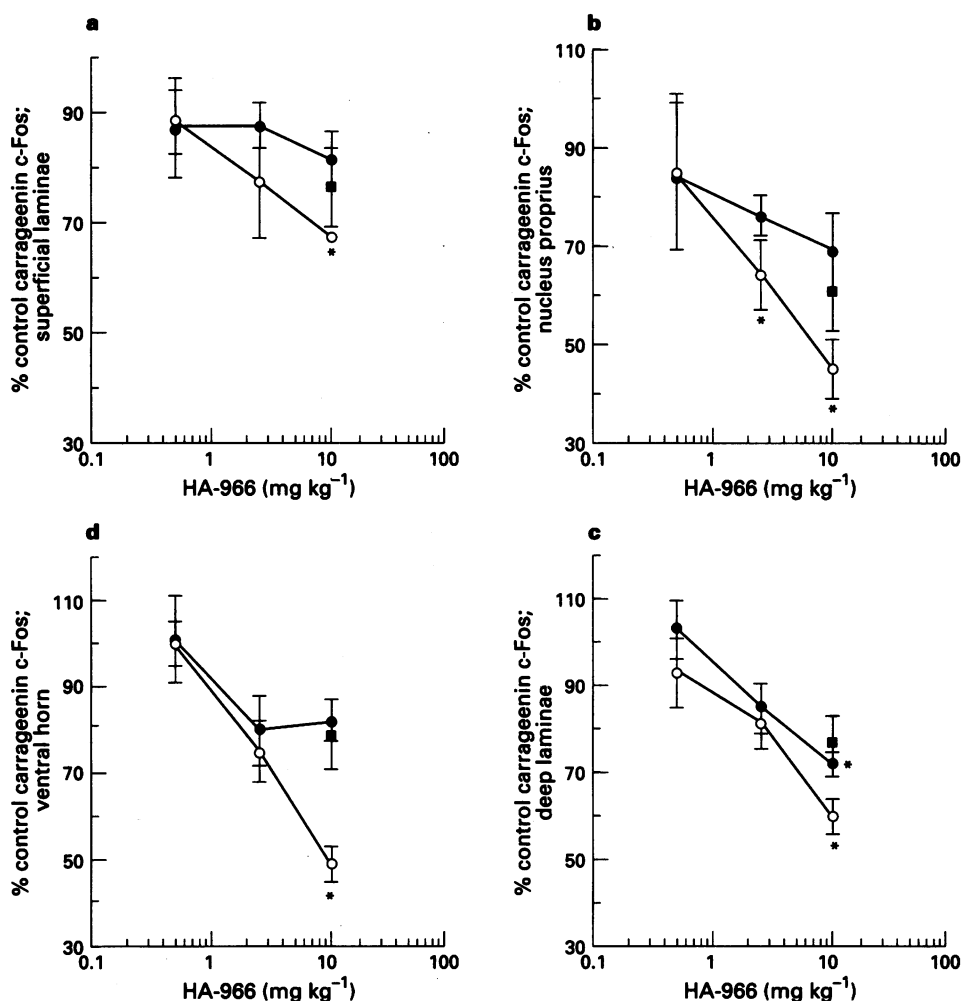 a
% control carrageenin c-Fos;
superficial laminae
90
70
50
30
*
0.1 1 10 100
HA-966 (mg kg⁻¹)
b
% control carrageenin c-Fos;
nucleus proprius
110
90
70
50
30
*
*
0.1 1 10 100
HA-966 (mg kg⁻¹)
d
% control carrageenin c-Fos;
ventral horn
110
90
70
50
30
*
0.1 1 10 100
HA-966 (mg kg⁻¹)
c
% control carrageenin c-Fos;
deep laminae
110
90
70
50
30
*
*
0.1 1 10 100
HA-966 (mg kg⁻¹)